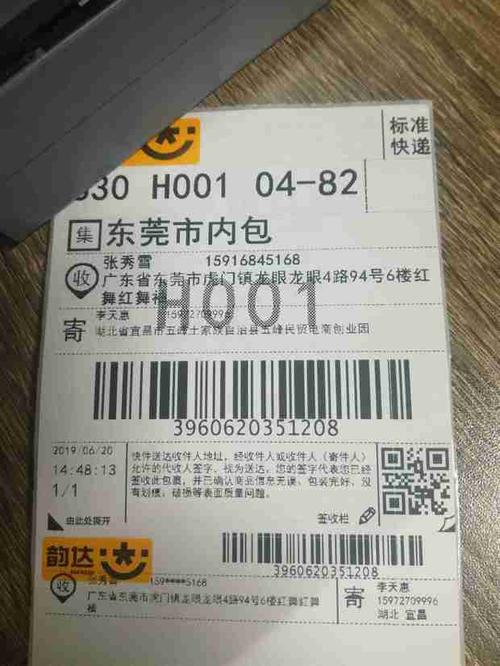 标准
快递
830 H001 04-82
集 东莞市内包
张秀雪 15916845168
收 广东省东莞市虎门镇龙眼龙眼4路94号6楼红
舞红舞福
H001
寄 李天惠 15972709996
湖北省宜昌市五峰土家族自治县五峰民贸电商创业园
3960620351208
2019/06/20
14:48:13
1/1
快件送达收件人地址，经收件人或收件人（寄件人）
允许的代收人签字，视为送达，您的签字代表您已经
签收此包裹，并已确认商品信息无误、包装完好、没
有划痕、破损等表面质量问题。
签收栏
由此处撕开
韵达
3960620351208
张秀雪 159****5168
收 广东省东莞市虎门镇龙眼龙眼4路94号6楼红舞红舞
福
寄 李天惠
15972709996
湖北 宜昌